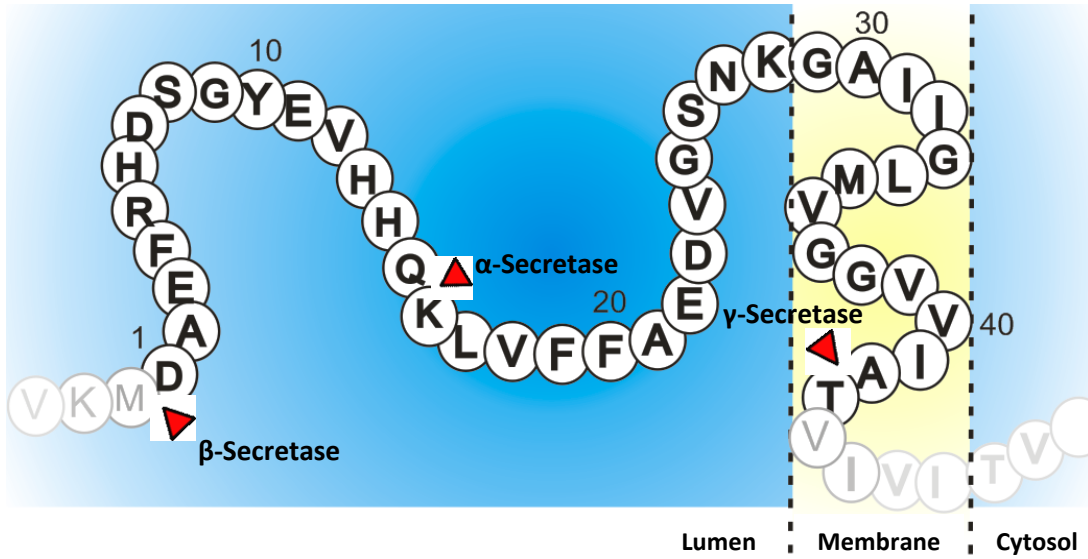 V K M D A E F R H D S G Y E V H H Q K L V F F A E D V G S N K G A I I G L M V G G V V I A T V I V I T V
1
10
20
30
40
α-Secretase
γ-Secretase
β-Secretase
Lumen
Membrane
Cytosol